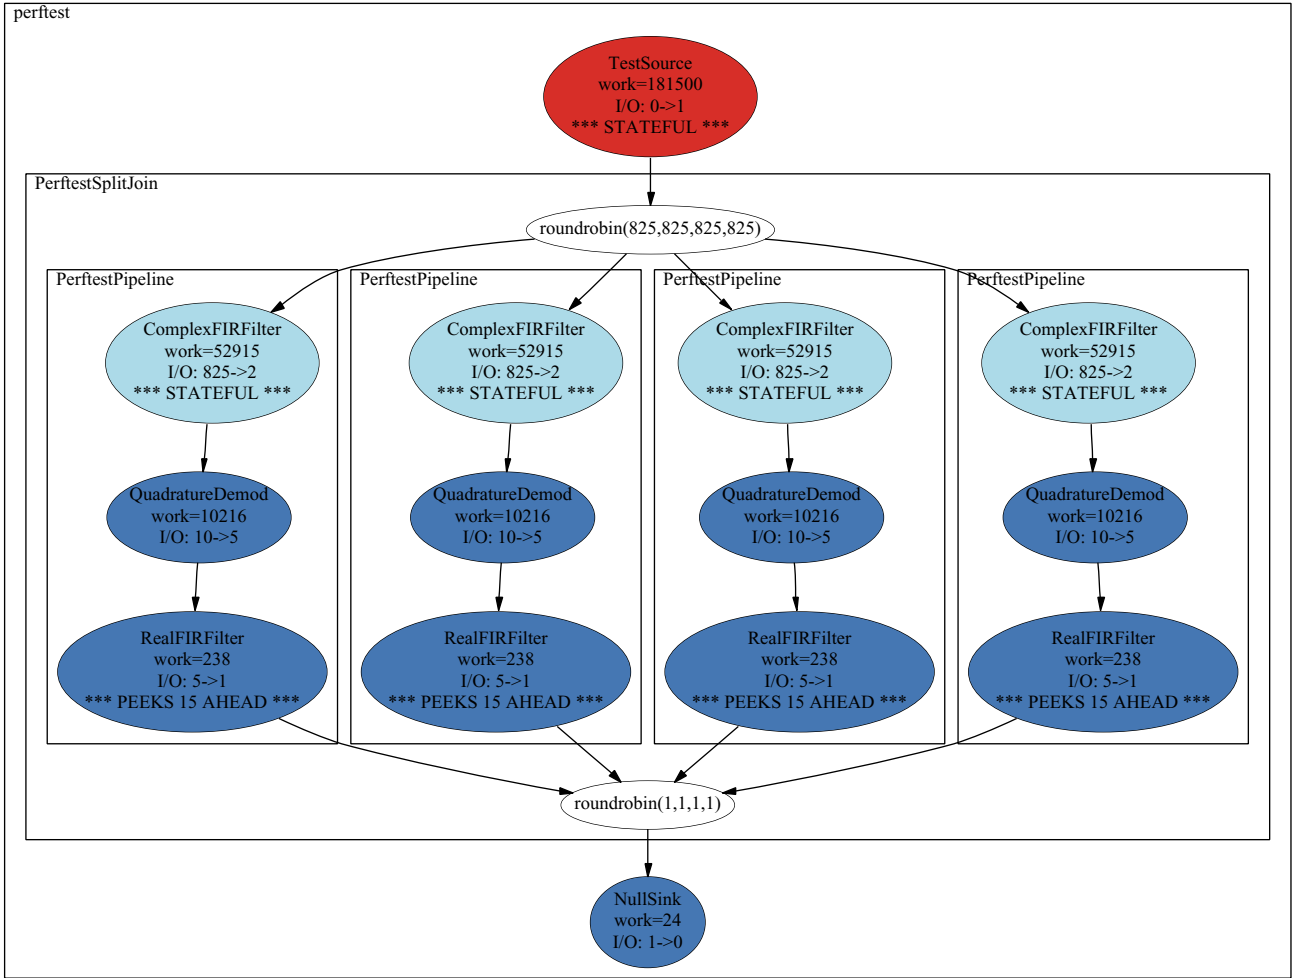 perftest
TestSource
work=181500
I/O: 0->1
*** STATEFUL ***
PerftestSplitJoin
roundrobin(825,825,825,825)
PerftestPipeline
ComplexFIRFilter
work=52915
I/O: 825->2
*** STATEFUL ***
QuadratureDemod
work=10216
I/O: 10->5
RealFIRFilter
work=238
I/O: 5->1
*** PEEKS 15 AHEAD ***
PerftestPipeline
ComplexFIRFilter
work=52915
I/O: 825->2
*** STATEFUL ***
QuadratureDemod
work=10216
I/O: 10->5
RealFIRFilter
work=238
I/O: 5->1
*** PEEKS 15 AHEAD ***
PerftestPipeline
ComplexFIRFilter
work=52915
I/O: 825->2
*** STATEFUL ***
QuadratureDemod
work=10216
I/O: 10->5
RealFIRFilter
work=238
I/O: 5->1
*** PEEKS 15 AHEAD ***
PerftestPipeline
ComplexFIRFilter
work=52915
I/O: 825->2
*** STATEFUL ***
QuadratureDemod
work=10216
I/O: 10->5
RealFIRFilter
work=238
I/O: 5->1
*** PEEKS 15 AHEAD ***
roundrobin(1,1,1,1)
NullSink
work=24
I/O: 1->0